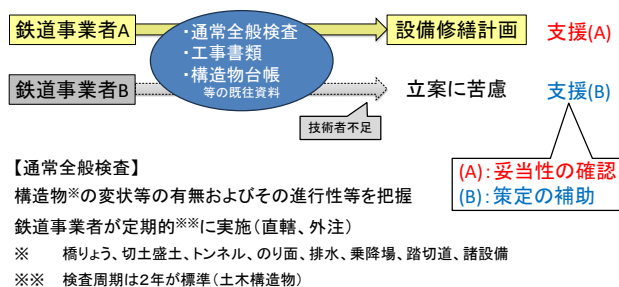 鉄道事業者A
・通常全般検査
・工事書類
・構造物台帳
等の既往資料
設備修繕計画
支援(A)
鉄道事業者B
立案に苦慮
支援(B)
技術者不足
(A):妥当性の確認
(B):策定の補助
【通常全般検査】
構造物※の変状等の有無およびその進行性等を把握
鉄道事業者が定期的※※に実施(直轄、外注)
※ 橋りょう、切土盛土、トンネル、のり面、排水、乗降場、踏切道、諸設備
※※ 検査周期は2年が標準(土木構造物)